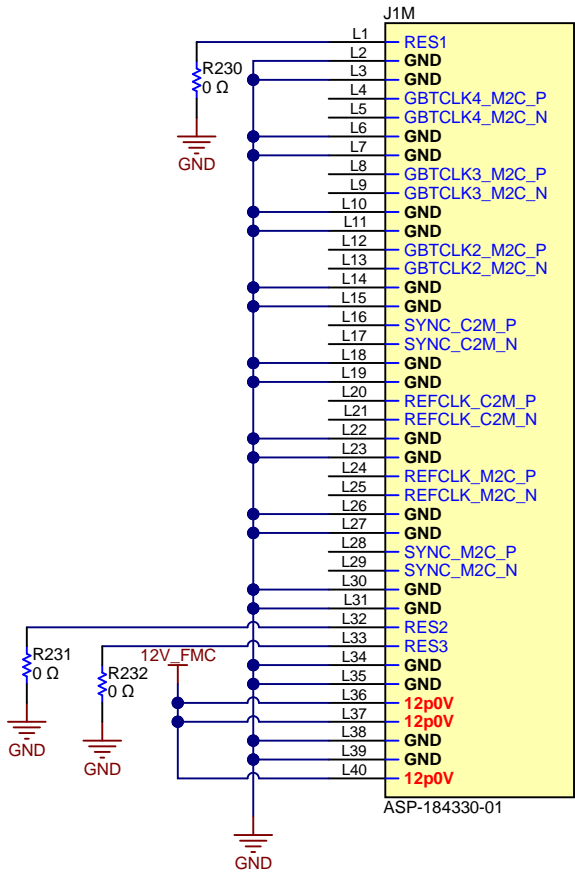 J1M
L1 RES1
L2 GND
L3 GND
L4 GBTCLK4_M2C_P
L5 GBTCLK4_M2C_N
L6 GND
L7 GND
L8 GBTCLK3_M2C_P
L9 GBTCLK3_M2C_N
L10 GND
L11 GND
L12 GBTCLK2_M2C_P
L13 GBTCLK2_M2C_N
L14 GND
L15 GND
L16 SYNC_C2M_P
L17 SYNC_C2M_N
L18 GND
L19 GND
L20 REFCLK_C2M_P
L21 REFCLK_C2M_N
L22 GND
L23 GND
L24 REFCLK_M2C_P
L25 REFCLK_M2C_N
L26 GND
L27 GND
L28 SYNC_M2C_P
L29 SYNC_M2C_N
L30 GND
L31 GND
L32 RES2
L33 RES3
L34 GND
L35 GND
L36 12p0V
L37 12p0V
L38 GND
L39 GND
L40 12p0V
ASP-184330-01
R230
0 Ω
GND
R231
0 Ω
GND
R232
0 Ω
GND
12V_FMC
GND